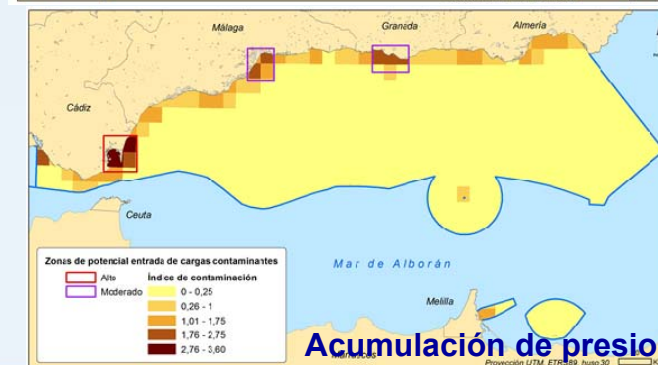 Málaga
Granada
Almería
Cádiz
Ceuta
Mar de Alborán
Melilla
Zonas de potencial entrada de cargas contaminantes
Alto
Moderado
Índice de contaminación
0 - 0,25
0,26 - 1
1,01 - 1,75
1,76 - 2,75
2,76 - 3,60
Acumulación de presio
Marruecos
Proyección UTM, ETRS89, huso 30